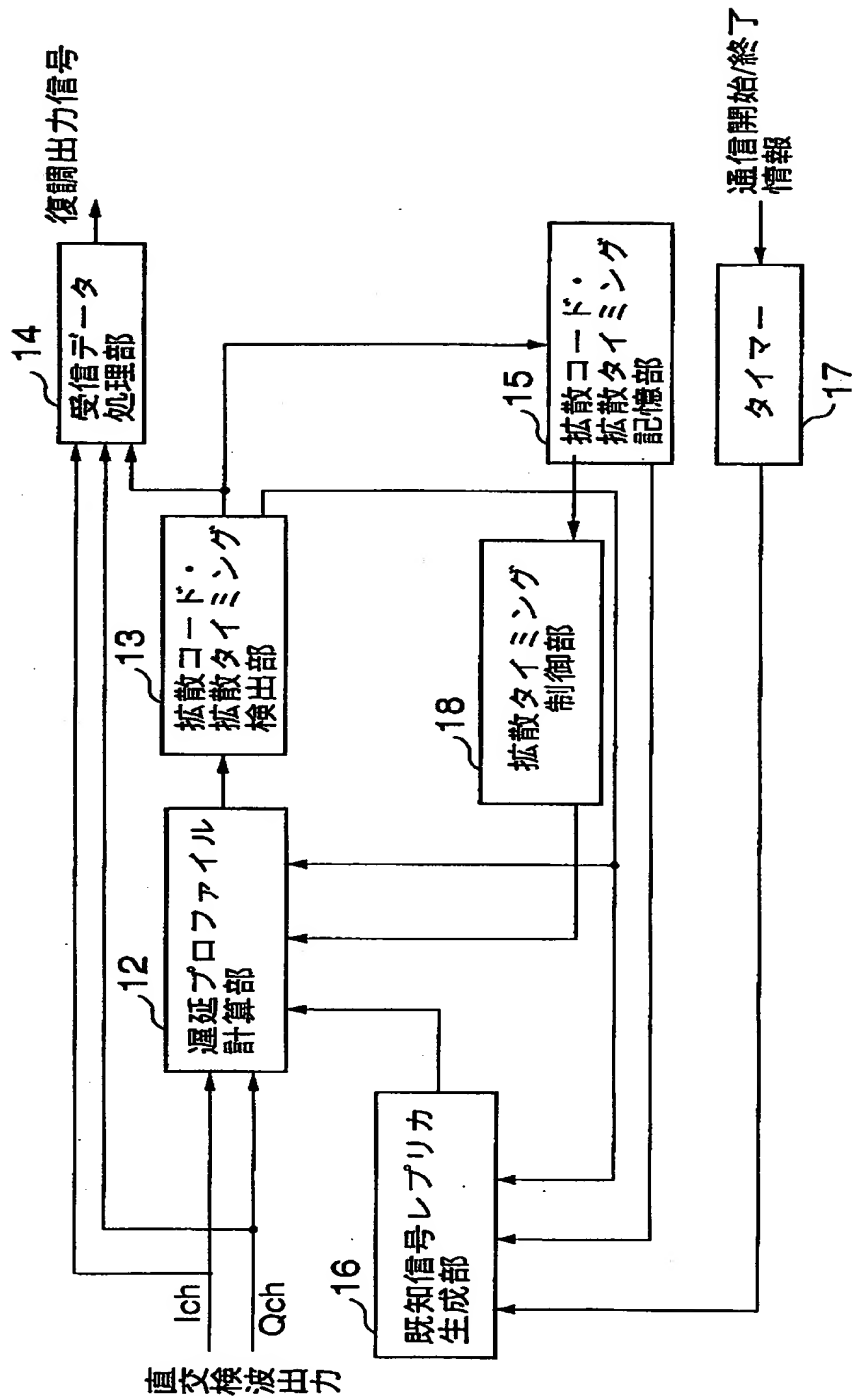 直交検波出力
Ich
Qch
12
遅延プロファイル
計算部
13
拡散コード・
拡散タイミング
検出部
14
受信データ
処理部
復調出力信号
15
拡散コード・
拡散タイミング
記憶部
16
既知信号レプリカ
生成部
18
拡散タイミング
制御部
17
タイマー
通信開始/終了
情報